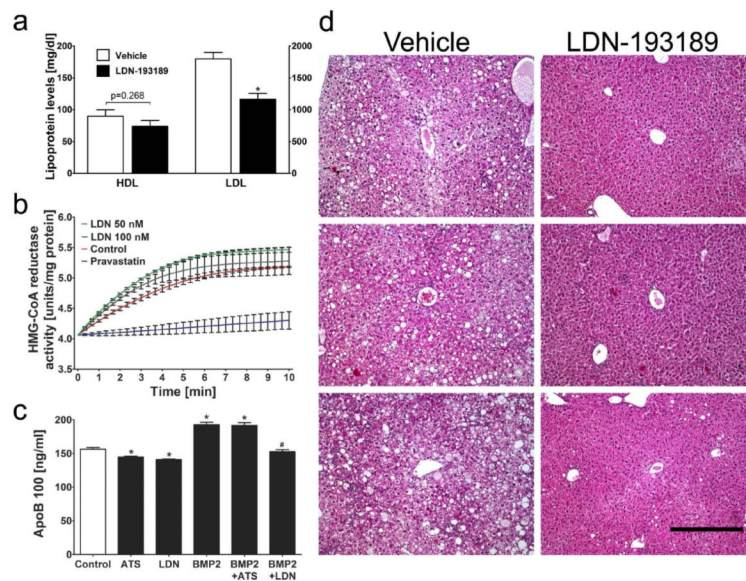 a
Lipoprotein levels [mg/dl]
200
150
100
50
0
Vehicle
LDN-193189
p=0.268
*
2000
1500
1000
500
0
HDL
LDL
b
HMG-CoA reductase
activity [units/mg protein]
6.0
5.5
5.0
4.5
4.0
3.5
LDN 50 nM
LDN 100 nM
Control
Pravastatin
0 1 2 3 4 5 6 7 8 9 10
Time [min]
c
ApoB 100 [ng/ml]
200
150
100
50
0
* * * * #
Control ATS LDN BMP2 BMP2 BMP2
+ATS +LDN
d
Vehicle
LDN-193189